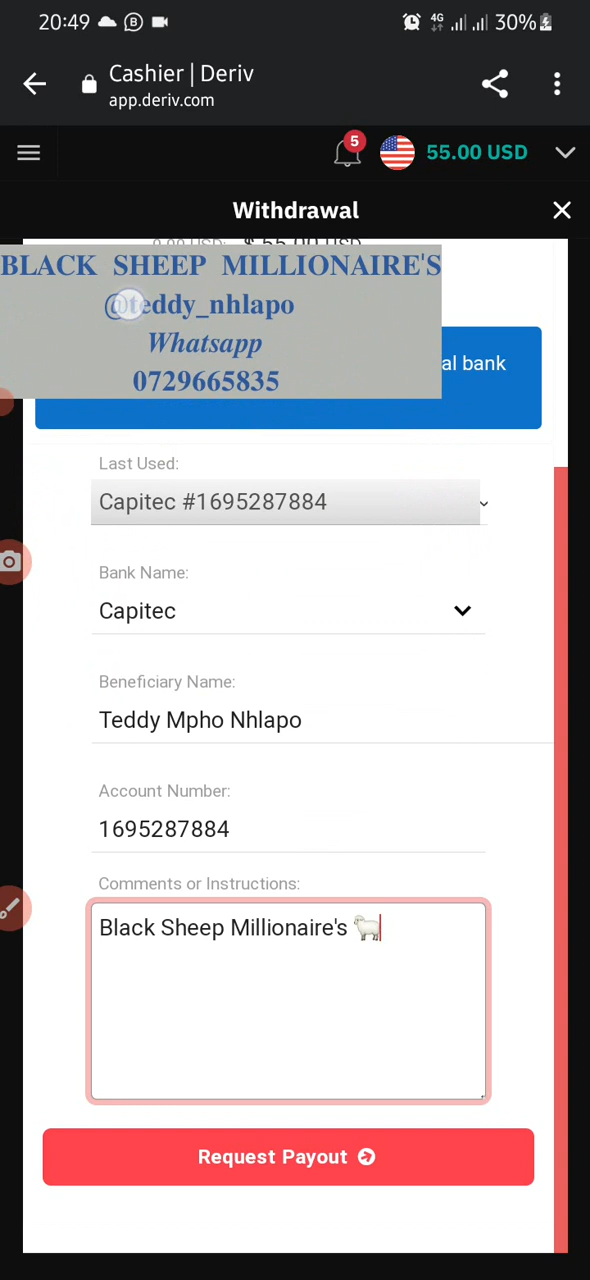 20:49
4G
30%
Cashier | Deriv
app.deriv.com
5
55.00 USD
Withdrawal
BLACK SHEEP MILLIONAIRE'S
@teddy_nhlapo
Whatsapp
0729665835
al bank
Last Used:
Capitec #1695287884
Bank Name:
Capitec
Beneficiary Name:
Teddy Mpho Nhlapo
Account Number:
1695287884
Comments or Instructions:
Black Sheep Millionaire's 🐑
Request Payout